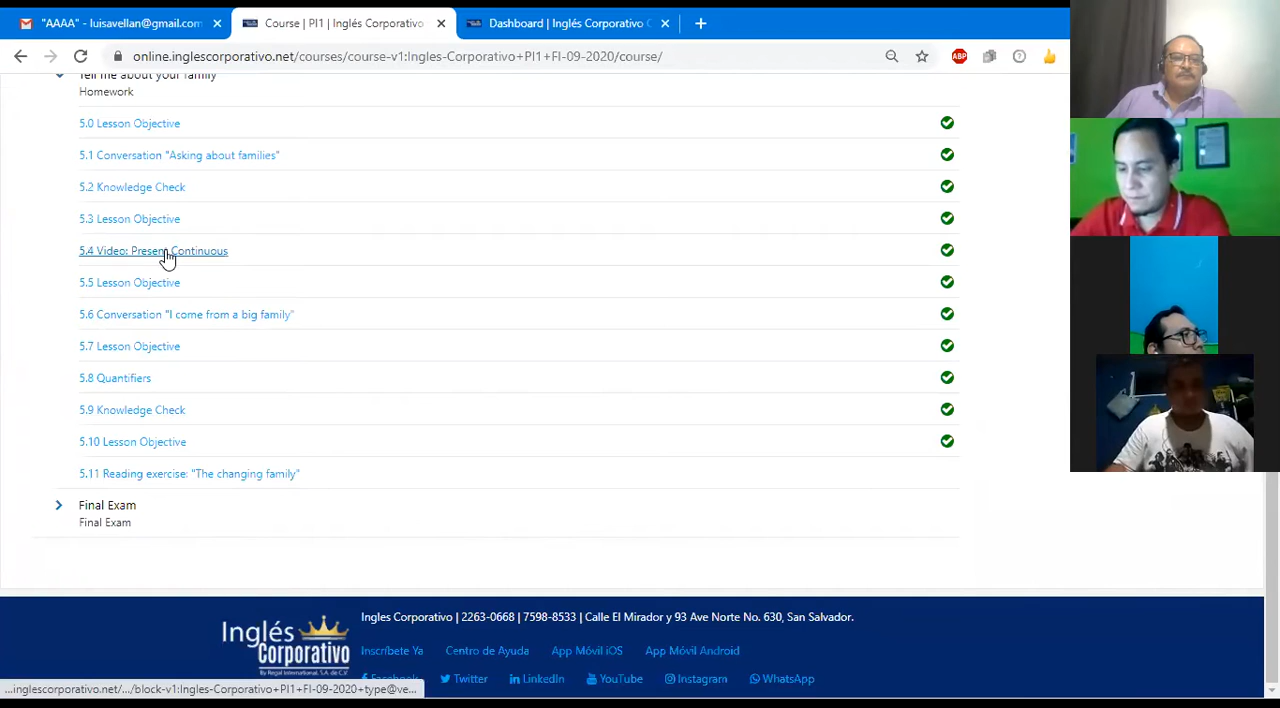 "AAAA" - luisavellan@gmail.com
Course | PI1 | Inglés Corporativo
Dashboard | Inglés Corporativo
online.inglescorporativo.net/courses/course-v1:Ingles-Corporativo+PI1+FI-09-2020/course/
ABP
Tell me about your family
Homework
5.0 Lesson Objective
5.1 Conversation "Asking about families"
5.2 Knowledge Check
5.3 Lesson Objective
5.4 Video: Present Continuous
5.5 Lesson Objective
5.6 Conversation "I come from a big family"
5.7 Lesson Objective
5.8 Quantifiers
5.9 Knowledge Check
5.10 Lesson Objective
5.11 Reading exercise: "The changing family"
Final Exam
Final Exam
Inglés
Corporativo
By Regal International, S.A. de C.V.
Ingles Corporativo | 2263-0668 | 7598-8533 | Calle El Mirador y 93 Ave Norte No. 630, San Salvador.
Inscríbete Ya Centro de Ayuda App Móvil iOS App Móvil Android
Facebook Twitter LinkedIn YouTube Instagram WhatsApp
...inglescorporativo.net/.../block-v1:Ingles-Corporativo+PI1+FI-09-2020+type@ve...